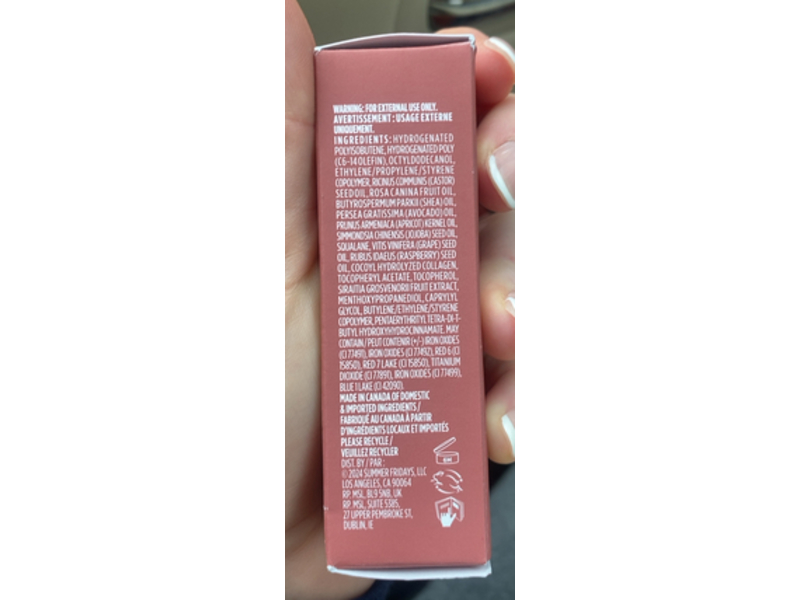 WARNING: FOR EXTERNAL USE ONLY.
AVERTISSEMENT : USAGE EXTERNE
UNIQUEMENT.
INGREDIENTS: HYDROGENATED
POLYISOBUTENE, HYDROGENATED POLY
(C6-14 OLEFIN), OCTYLDODECANOL,
ETHYLENE/PROPYLENE/STYRENE
COPOLYMER, RICINUS COMMUNIS (CASTOR)
SEED OIL, ROSA CANINA FRUIT OIL,
BUTYROSPERMUM PARKII (SHEA) OIL,
PERSEA GRATISSIMA (AVOCADO) OIL,
PRUNUS ARMENIACA (APRICOT) KERNEL OIL,
SIMMONDSIA CHINENSIS (JOJOBA) SEED OIL,
SQUALANE, VITIS VINIFERA (GRAPE) SEED
OIL, RUBUS IDAEUS (RASPBERRY) SEED
OIL, COCOYL HYDROLYZED COLLAGEN,
TOCOPHERYL ACETATE, TOCOPHEROL,
SIRAITIA GROSVENORII FRUIT EXTRACT,
MENTHOXYPROPANEDIOL, CAPRYLYL
GLYCOL, BUTYLENE/ETHYLENE/STYRENE
COPOLYMER, PENTAERYTHRITYL TETRA-DI-T-
BUTYL HYDROXYHYDROCINNAMATE. MAY
CONTAIN / PEUT CONTENIR (+/-) IRON OXIDES
(CI 77491), IRON OXIDES (CI 77492), RED 6 (CI
15850), RED 7 LAKE (CI 15850), TITANIUM
DIOXIDE (CI 77891), IRON OXIDES (CI 77499),
BLUE 1 LAKE (CI 42090).
MADE IN CANADA OF DOMESTIC
& IMPORTED INGREDIENTS /
FABRIQUÉ AU CANADA À PARTIR
D'INGRÉDIENTS LOCAUX ET IMPORTÉS
PLEASE RECYCLE /
VEUILLEZ RECYCLER
DIST. BY / PAR :
© 2024 SUMMER FRIDAYS, LLC
LOS ANGELES, CA 90064
RP. MSL, BL9 5NB, UK
RP. MSL, SUITE 5385,
27 UPPER PEMBROKE ST,
DUBLIN, IE